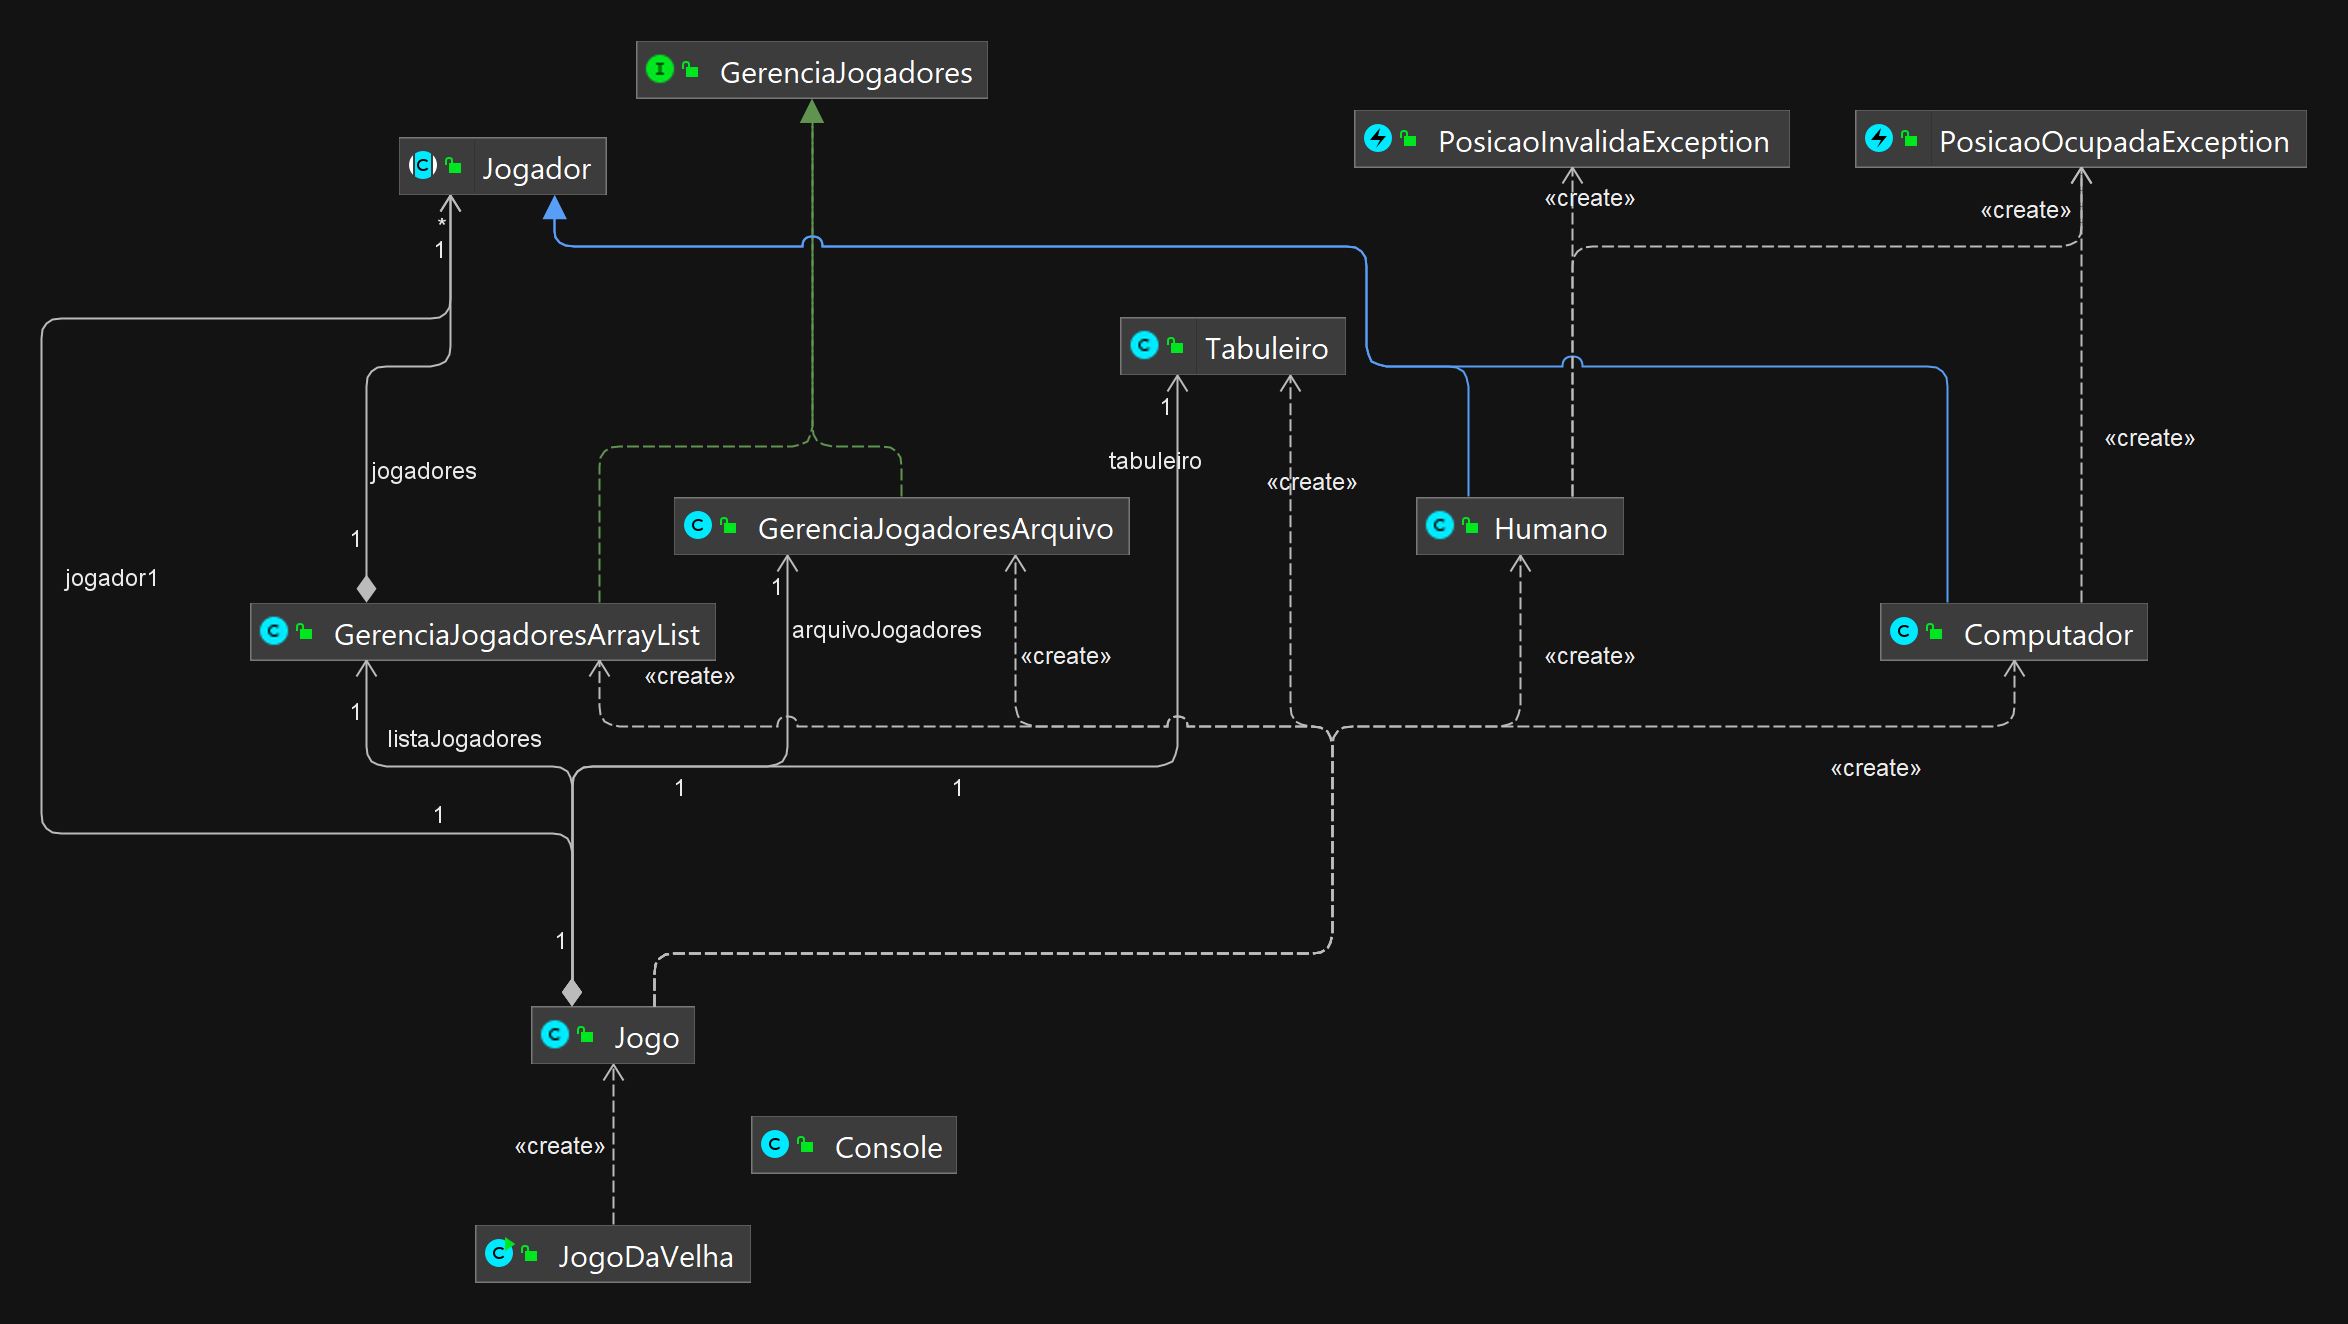 GerenciaJogadores
PosicaoInvalidaException
PosicaoOcupadaException
Jogador
«create»
«create»
*
1
Tabuleiro
1
«create»
tabuleiro
jogadores
«create»
GerenciaJogadoresArquivo
Humano
1
jogador1
1
GerenciaJogadoresArrayList
arquivoJogadores
Computador
«create»
«create»
«create»
1
listaJogadores
«create»
1
1
1
1
Jogo
«create»
Console
JogoDaVelha